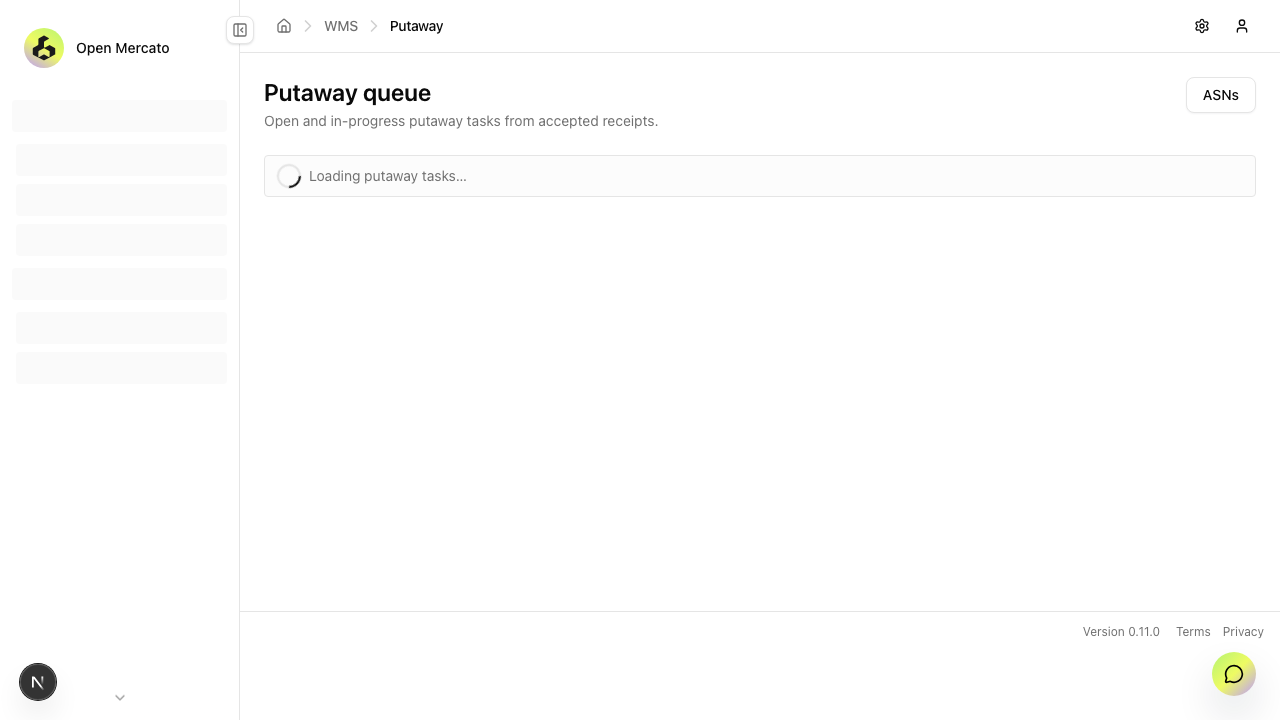 Open Mercato
WMS
Putaway
Putaway queue
ASNs
Open and in-progress putaway tasks from accepted receipts.
Loading putaway tasks...
Version 0.11.0
Terms
Privacy
N